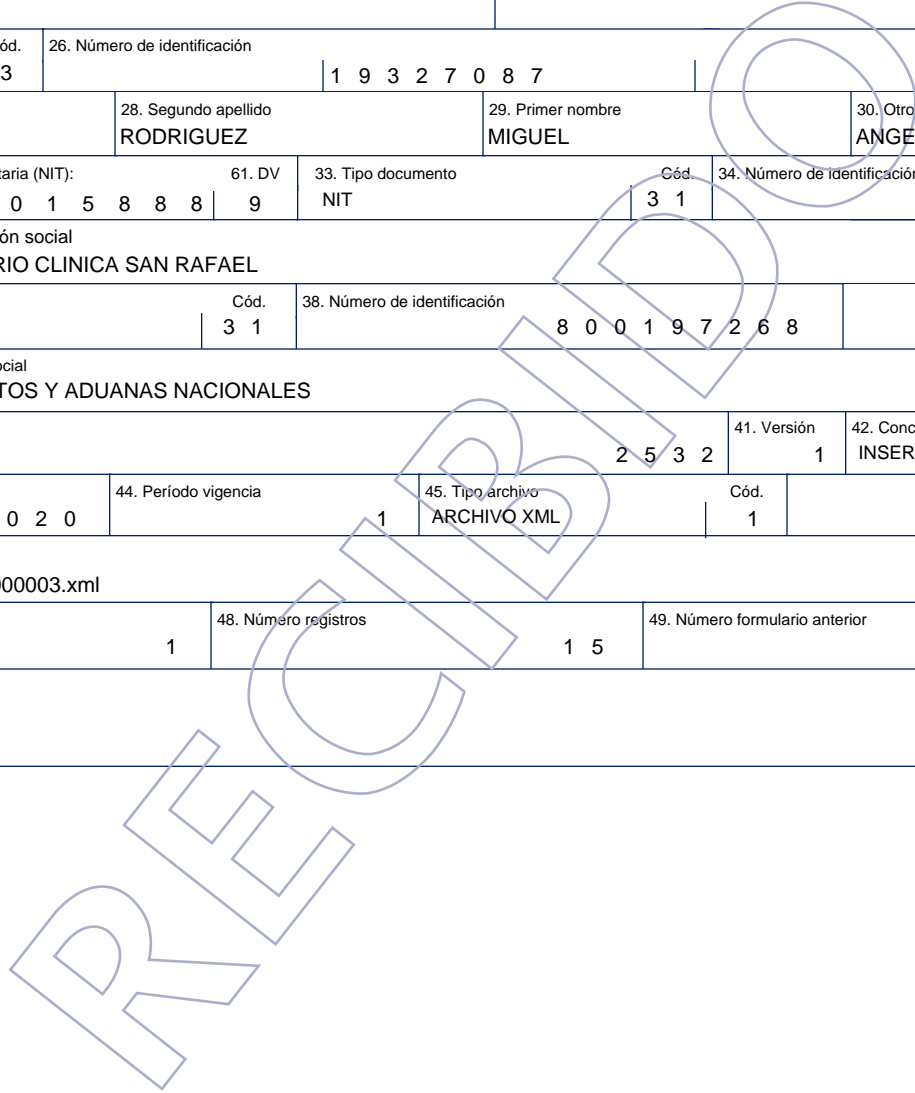 ód. 26. Número de identificación
3 1 9 3 2 7 0 8 7
28. Segundo apellido 29. Primer nombre 30. Otro
RODRIGUEZ MIGUEL ANGE
taria (NIT): 61. DV 33. Tipo documento Cód. 34. Número de identificación
0 1 5 8 8 8 9 NIT 3 1
ón social
RIO CLINICA SAN RAFAEL
Cód. 38. Número de identificación
3 1 8 0 0 1 9 7 2 6 8
ocial
TOS Y ADUANAS NACIONALES
41. Versión 42. Conc
2 5 3 2 1 INSER
44. Período vigencia 45. Tipo archivo Cód.
0 2 0 1 ARCHIVO XML 1
000003.xml
48. Número registros 49. Número formulario anterior
1 1 5
RECIBIDO